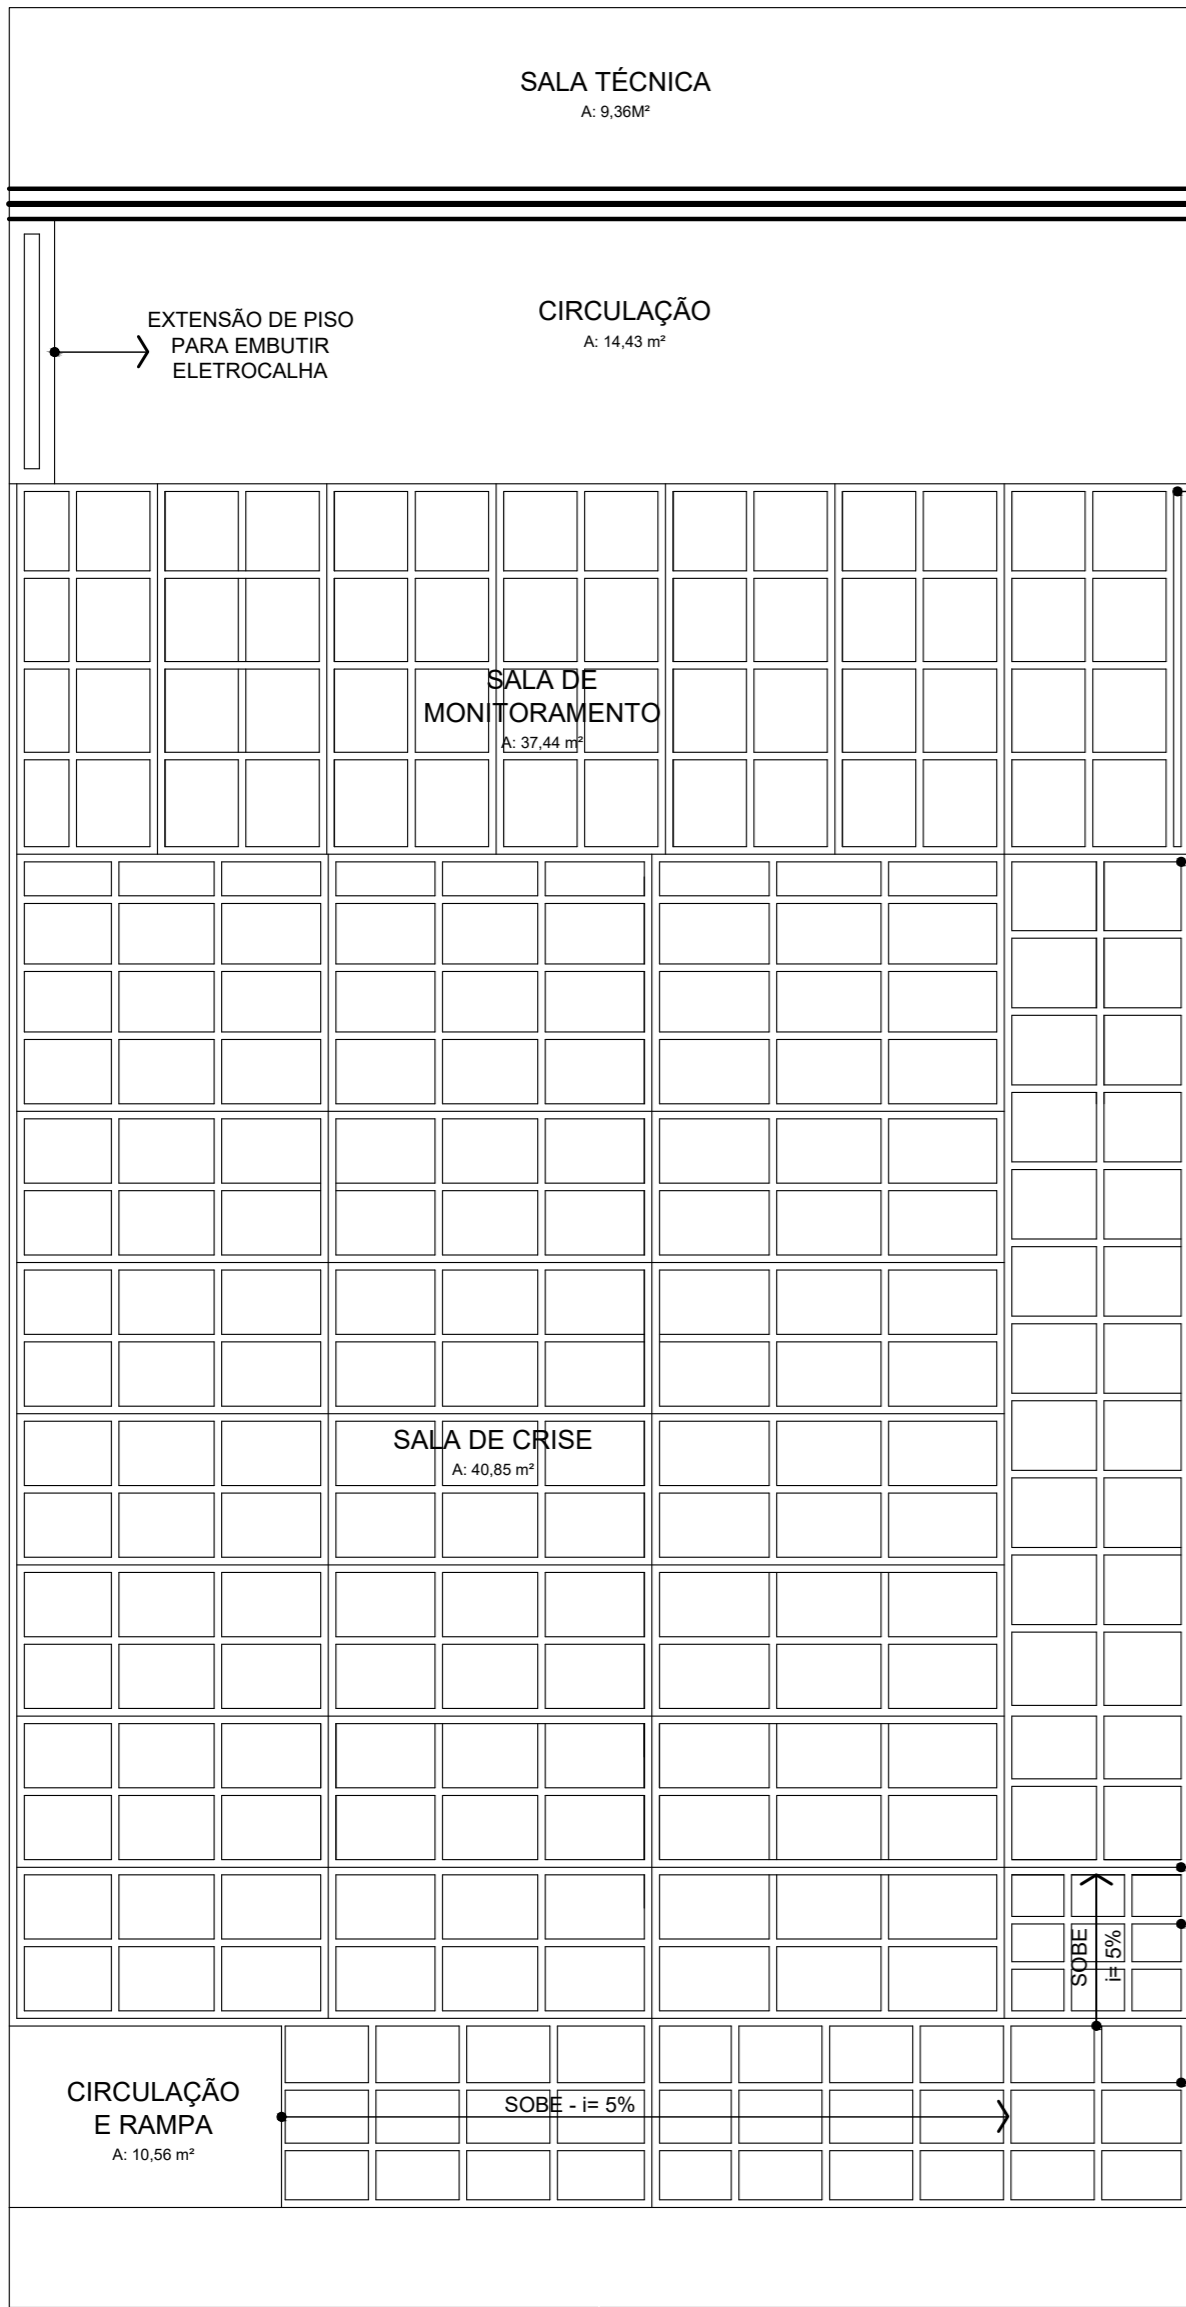 SALA TÉCNICA
A: 9,36M²
CIRCULAÇÃO
A: 14,43 m²
EXTENSÃO DE PISO
PARA EMBUTIR
ELETROCALHA
SALA DE
MONITORAMENTO
A: 37,44 m²
SALA DE CRISE
A: 40,85 m²
SOBE
i= 5%
CIRCULAÇÃO
E RAMPA
A: 10,56 m²
SOBE - i= 5%